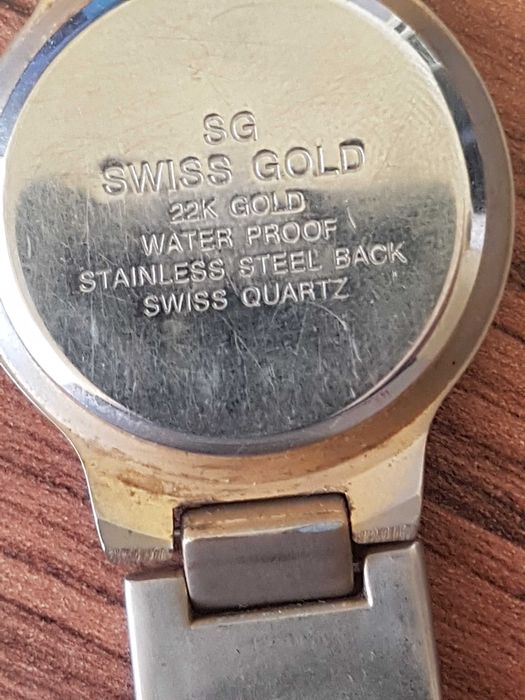 SG
SWISS GOLD
22K GOLD
WATER PROOF
STAINLESS STEEL BACK
SWISS QUARTZ